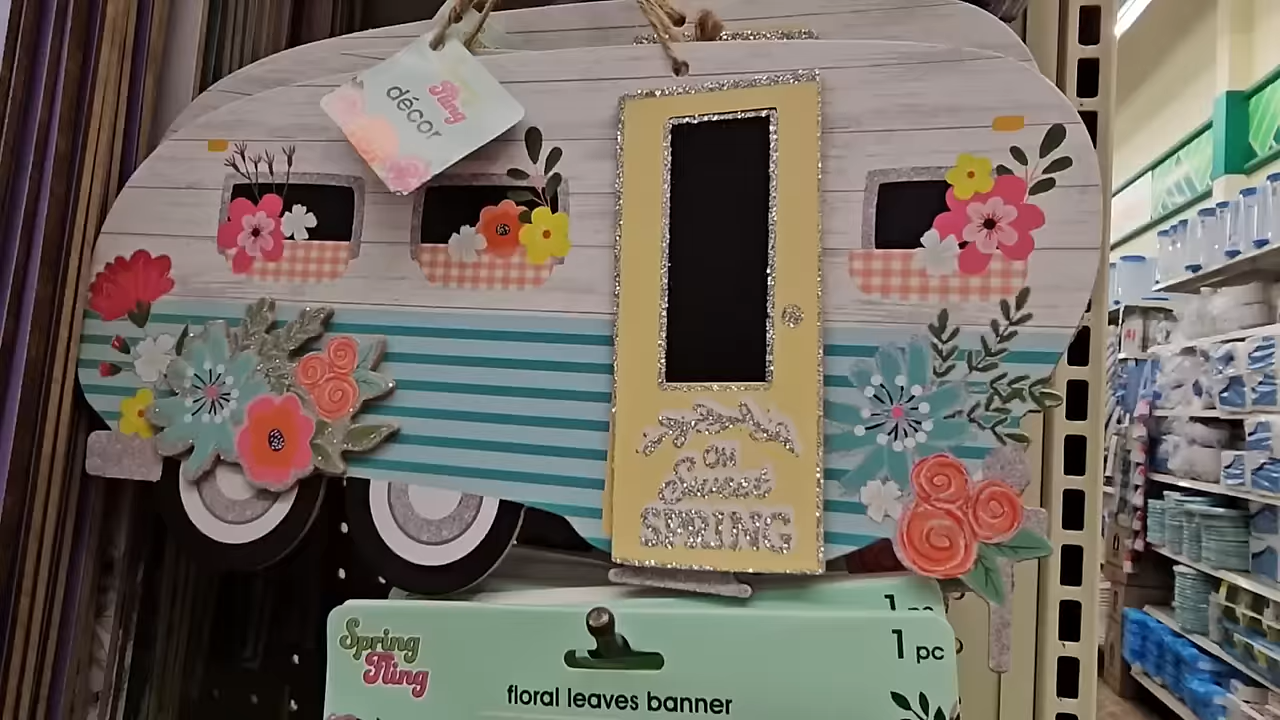 Spring
Fling
décor
OH
Sweet
SPRING
1 pc
Spring
Fling
1 pc
floral leaves banner